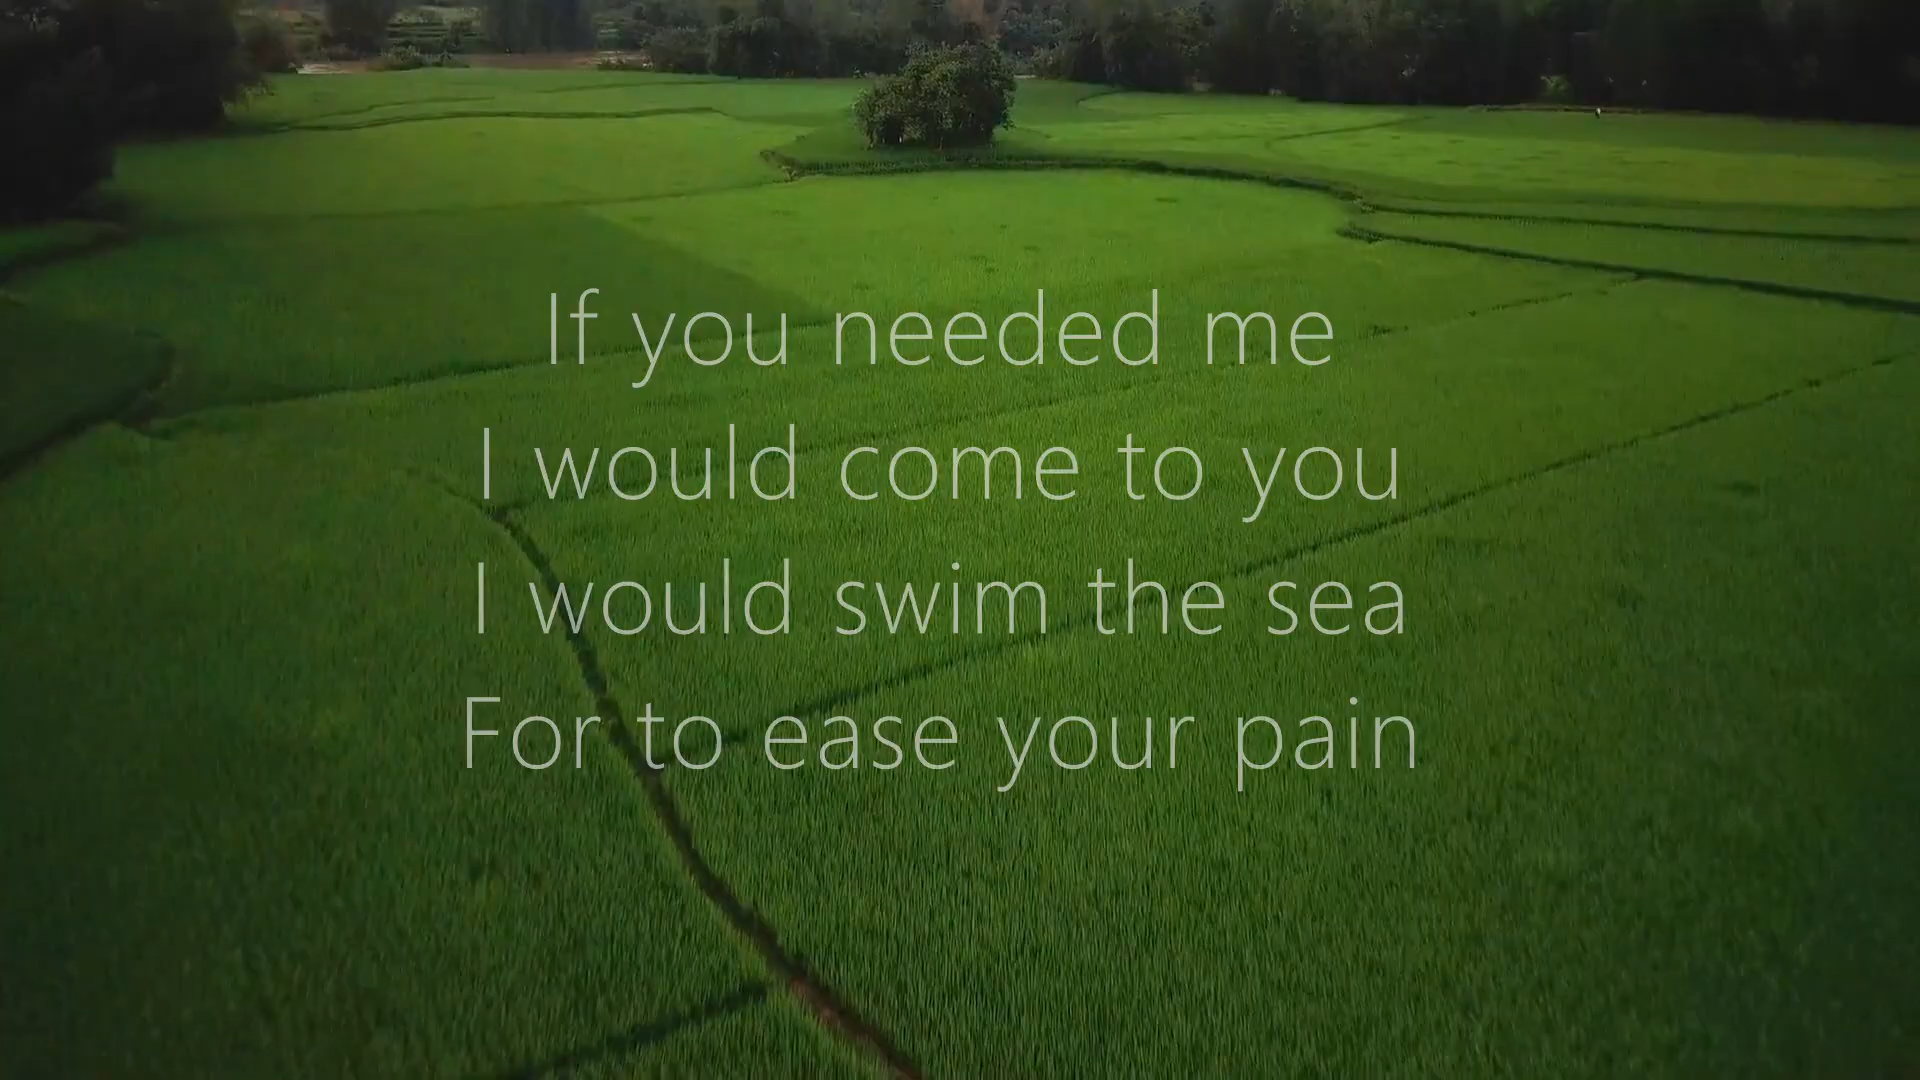 If you needed me
I would come to you
I would swim the sea
For to ease your pain